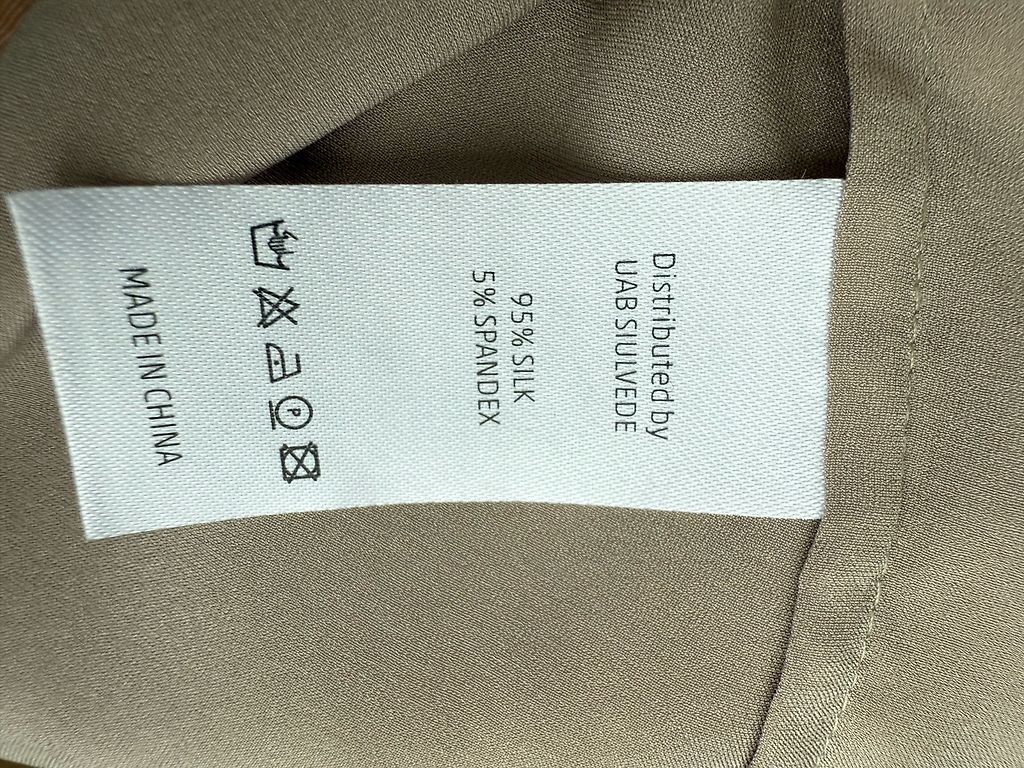 Distributed by
UAB SIULVEDE
95% SILK
5% SPANDEX
P
MADE IN CHINA